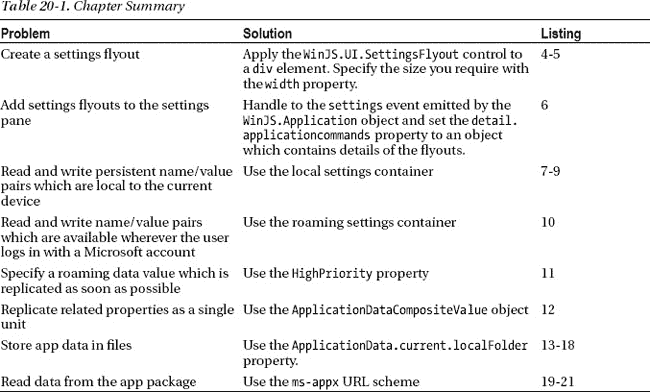 Table 20-1. Chapter Summary
Problem Solution Listing
Create a settings flyout Apply the WinJS.UI.SettingsFlyout control to 4-5
a div element. Specify the size you require with
the width property.
Add settings flyouts to the settings Handle to the settings event emitted by the 6
pane WinJS.Application object and set the detail.
applicationcommands property to an object
which contains details of the flyouts.
Read and write persistent name/value Use the local settings container 7-9
pairs which are local to the current
device
Read and write name/value pairs Use the roaming settings container 10
which are available wherever the user
logs in with a Microsoft account
Specify a roaming data value which is Use the HighPriority property 11
replicated as soon as possible
Replicate related properties as a single Use the ApplicationDataCompositeValue object 12
unit
Store app data in files Use the ApplicationData.current.localFolder 13-18
property.
Read data from the app package Use the ms-appx URL scheme 19-21